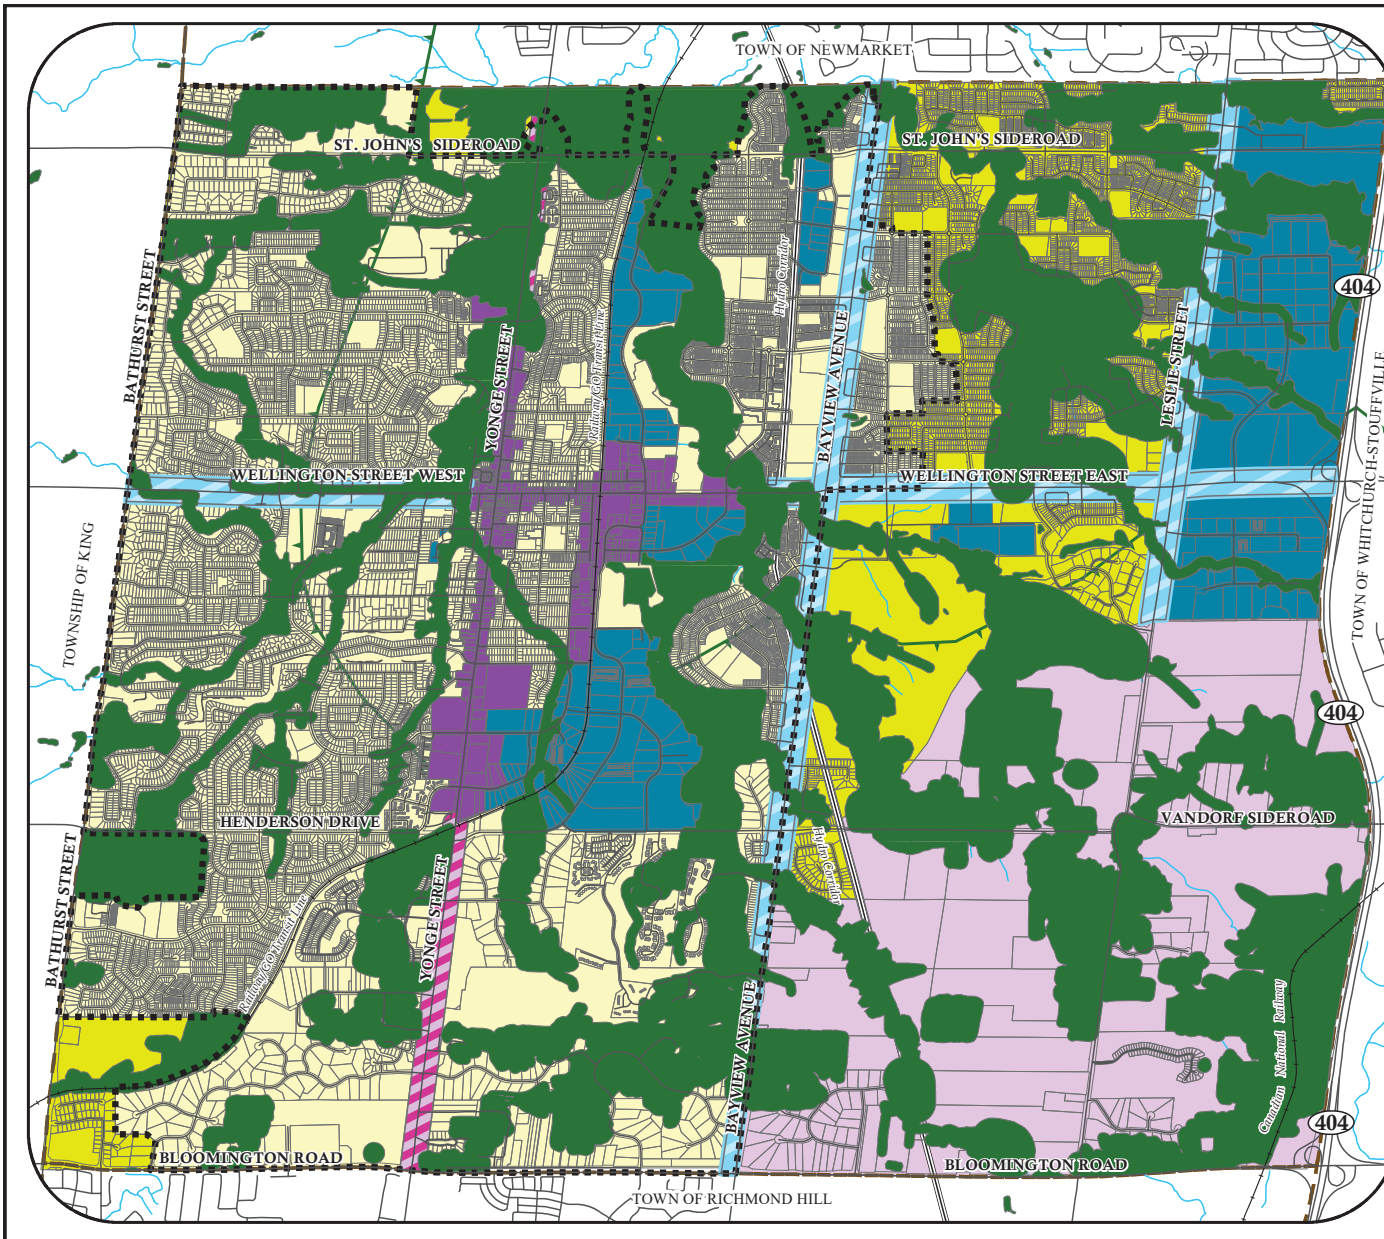 TOWN OF NEWMARKET
ST. JOHN'S SIDEROAD
ST. JOHN'S SIDEROAD
BATHURST STREET
YONGE STREET
Railway/GO Transit Line
Hydro Corridor
BAYVIEW AVENUE
LESLIE STREET
404
WELLINGTON STREET WEST
WELLINGTON STREET EAST
TOWNSHIP OF KING
TOWN OF WHITCHURCH-STOUFFVILLE
404
HENDERSON DRIVE
VANDORF SIDEROAD
BATHURST STREET
YONGE STREET
Railway/GO Transit Line
Hydro Corridor
BAYVIEW AVENUE
Canadian National Railway
404
BLOOMINGTON ROAD
BLOOMINGTON ROAD
TOWN OF RICHMOND HILL